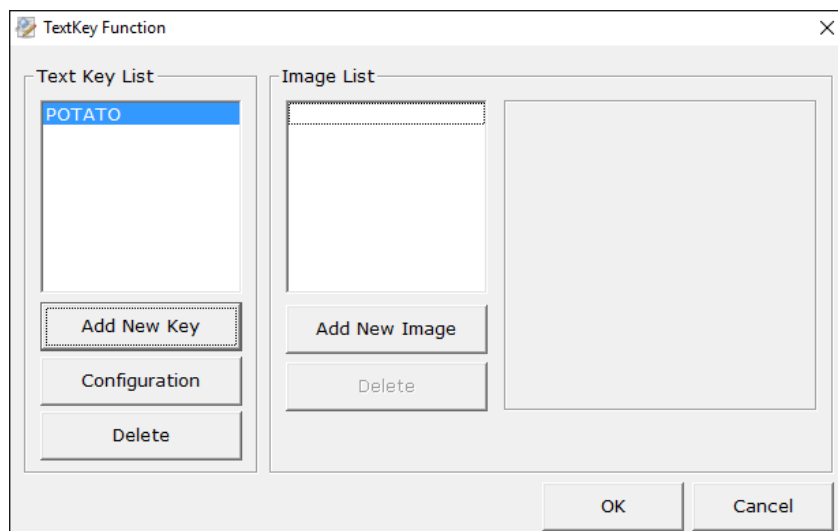 TextKey Function
Text Key List
POTATO
Add New Key
Configuration
Delete
Image List
Add New Image
Delete
OK
Cancel